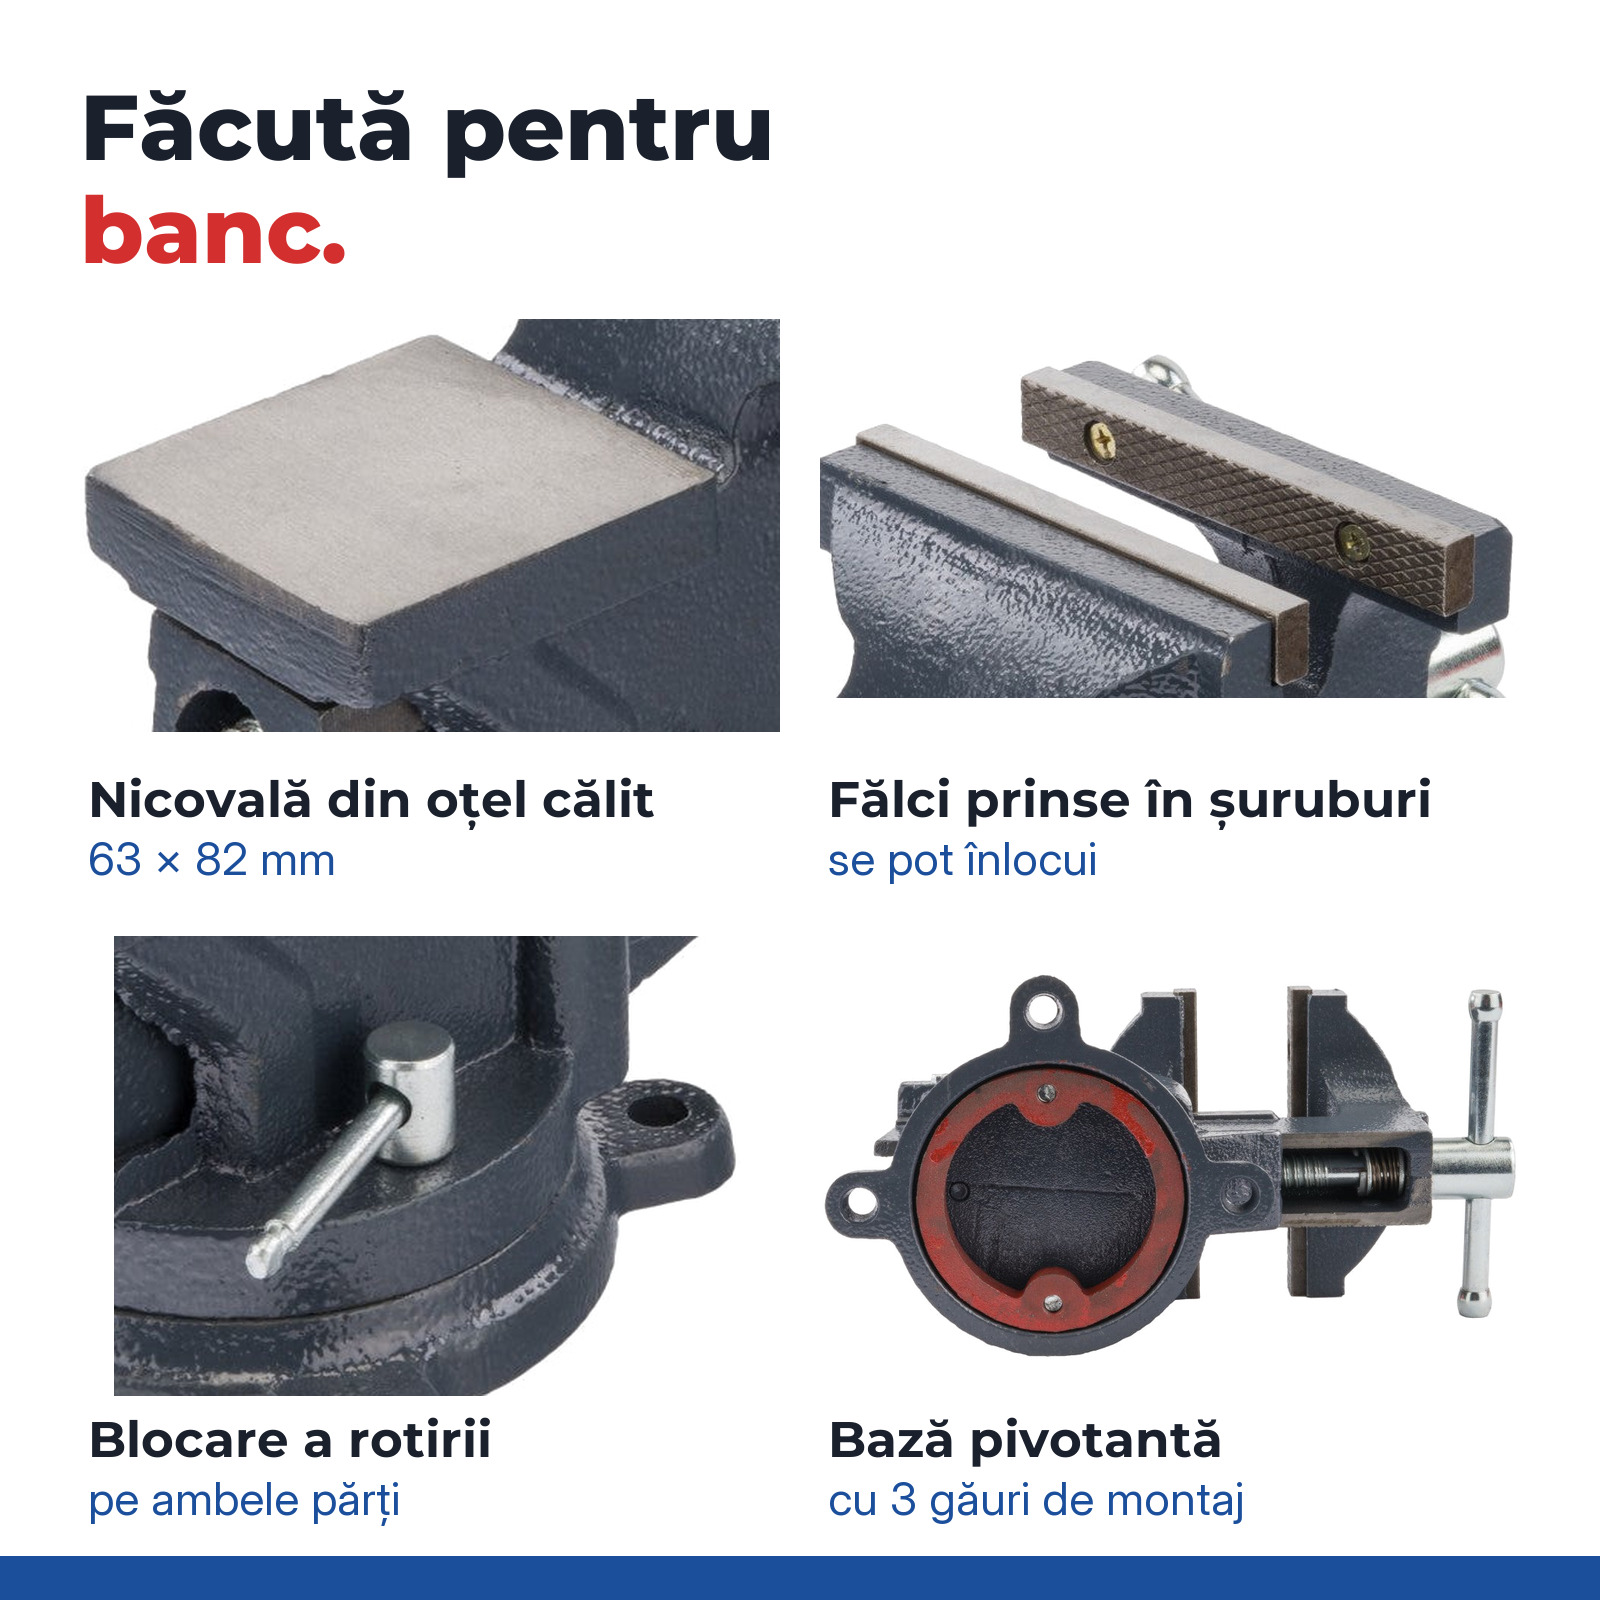 Făcută pentru
banc.
Nicovală din oțel călit
63 × 82 mm
Fălci prinse în șuruburi
se pot înlocui
Blocare a rotirii
pe ambele părți
Bază pivotantă
cu 3 găuri de montaj